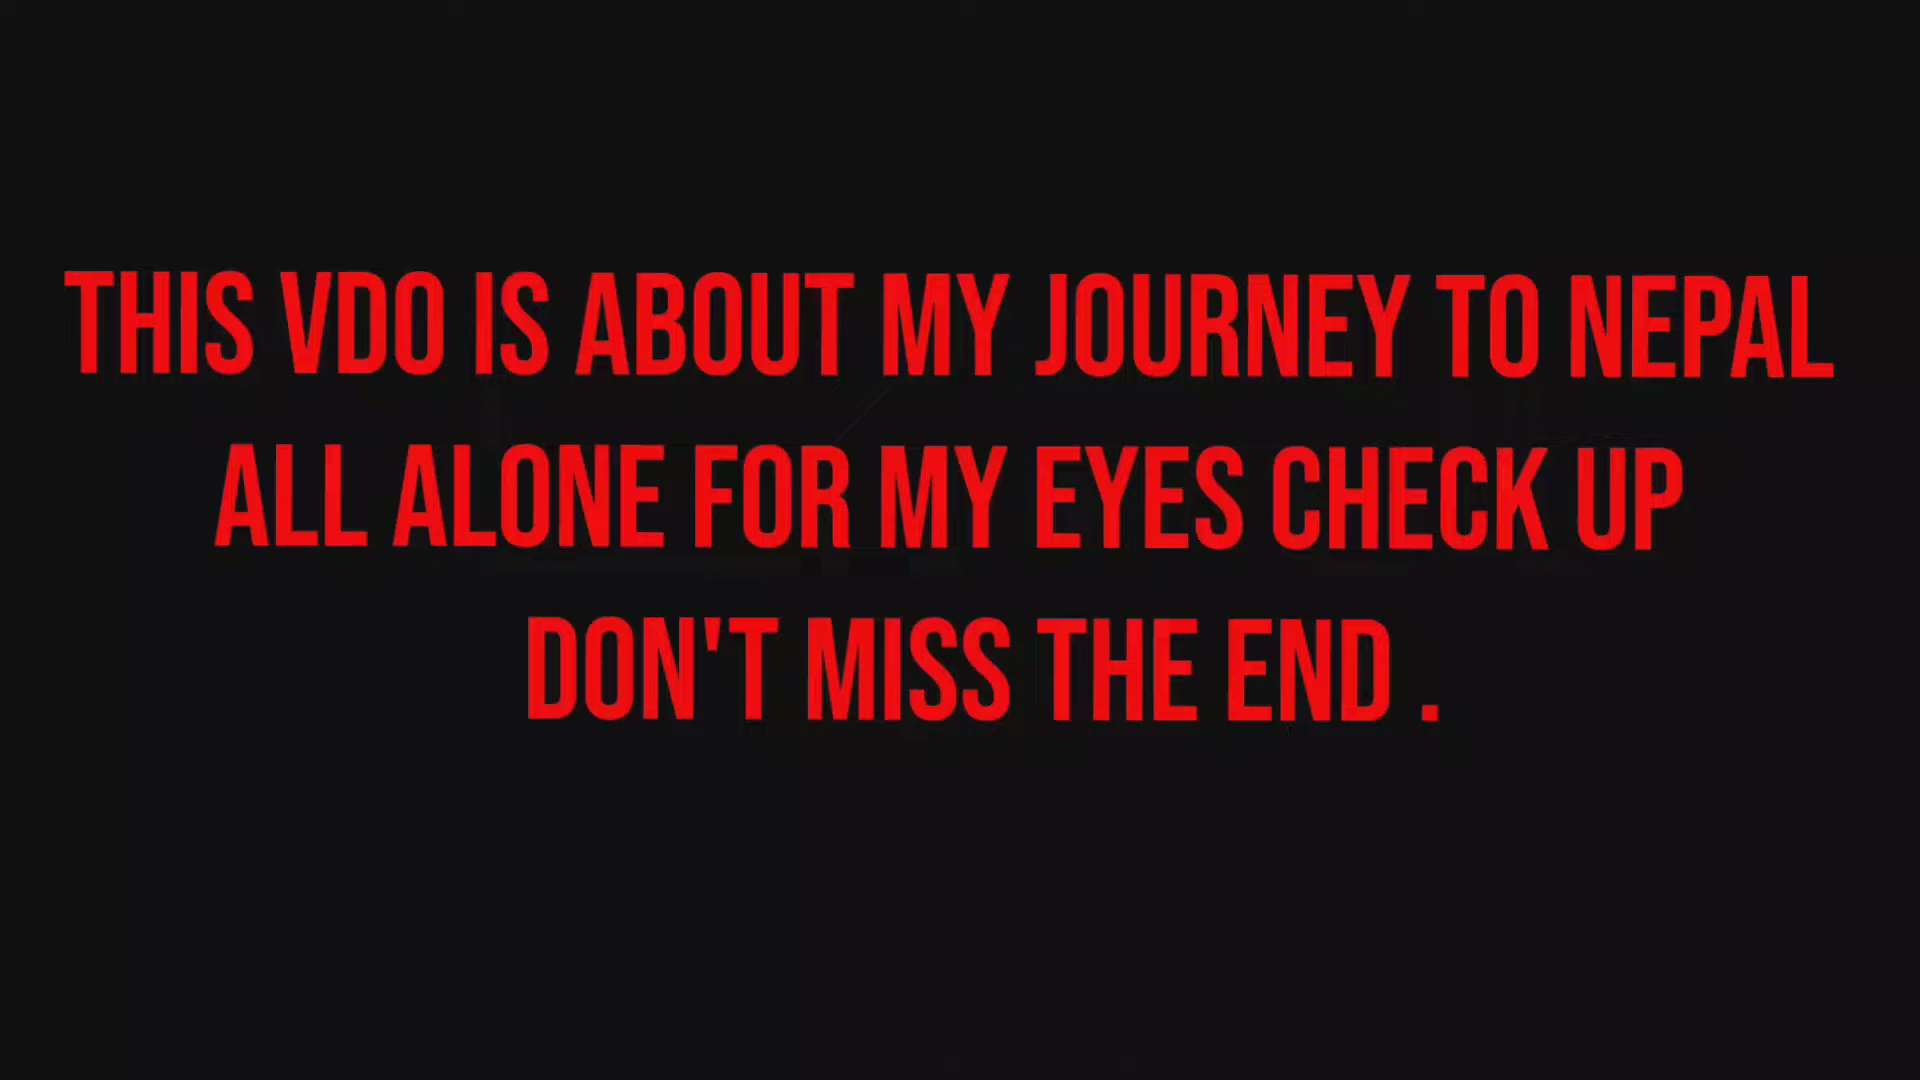 THIS VDO IS ABOUT MY JOURNEY TO NEPAL
ALL ALONE FOR MY EYES CHECK UP
DON'T MISS THE END .